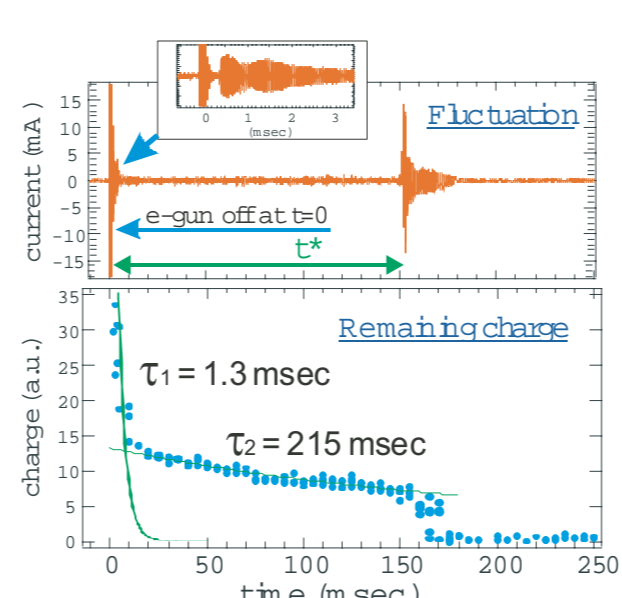 0 1 2 3
(msec)
Fluctuation
current (mA)
15
10
5
0
-5
-10
-15
e-gun off at t=0
t*
35
30
25
20
15
10
5
0
charge (a.u.)
Remaining charge
τ1 = 1.3 msec
τ2 = 215 msec
0 50 100 150 200 250
time (msec)